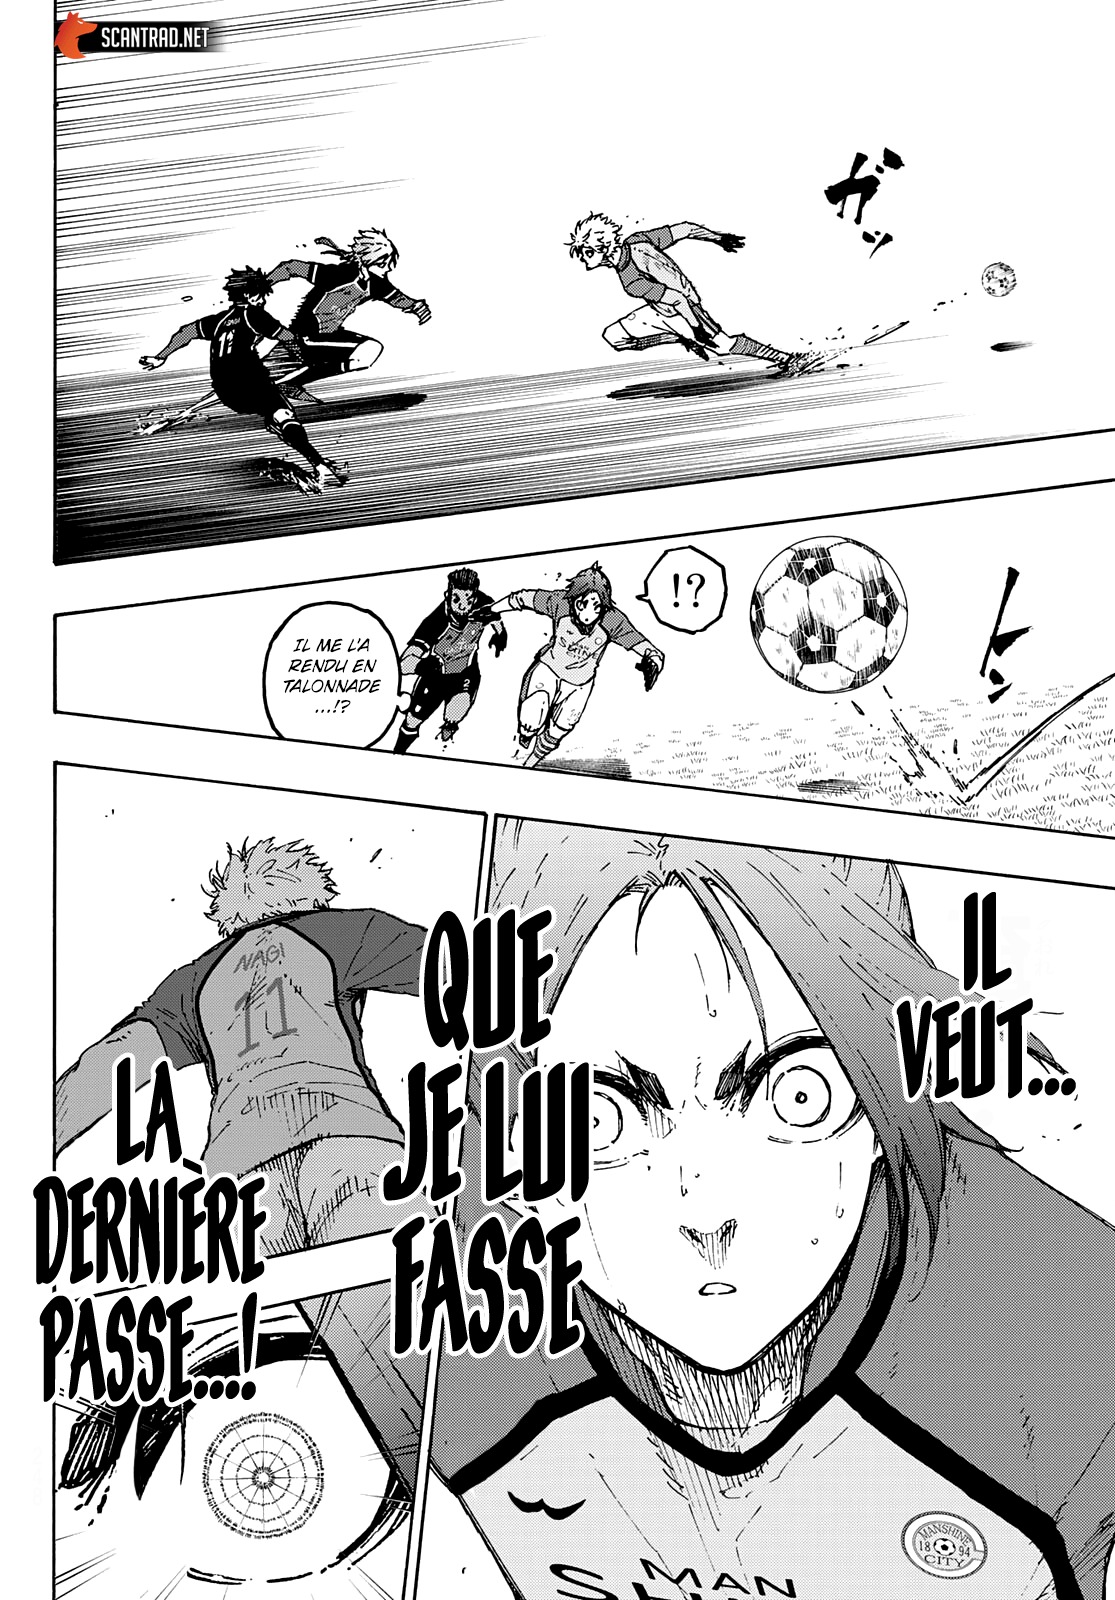 SCANTRAD.NET
ガン
!?
IL ME L'A
RENDU EN
TALONNADE
...!?
トン
IL
VEUT...
QUE
JE LUI
FASSE
NAGI
11
LA
DERNIÈRE
PASSE....!
MANSHINE
18 94
CITY
MAN